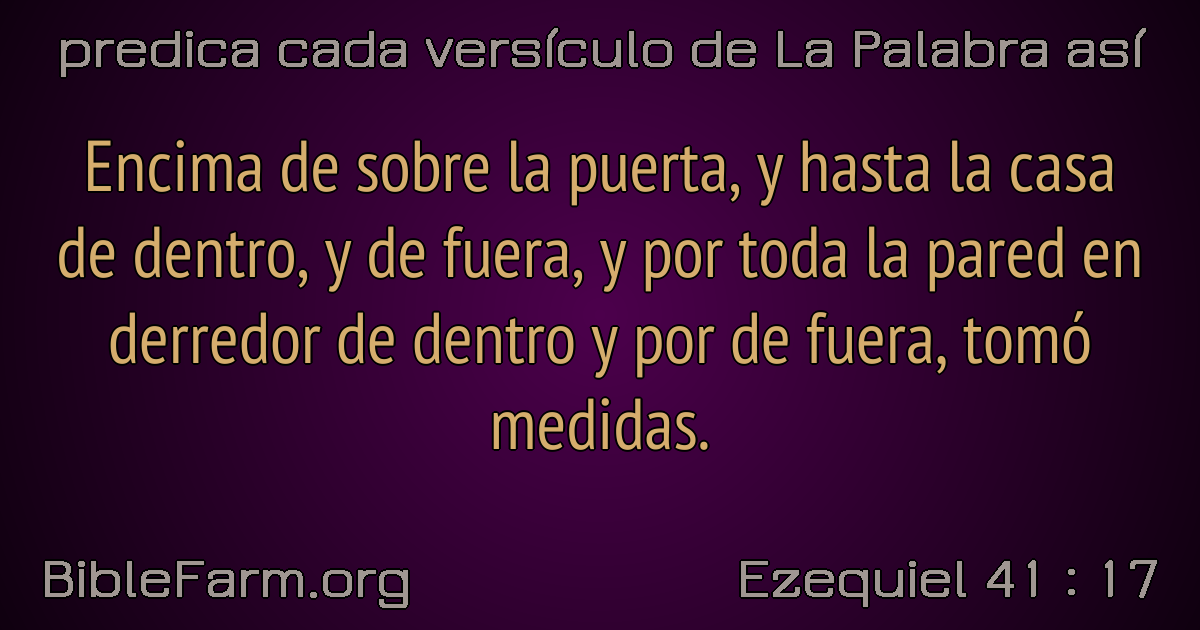 predica cada versículo de La Palabra así
Encima de sobre la puerta, y hasta la casa
de dentro, y de fuera, y por toda la pared en
derredor de dentro y por de fuera, tomó
medidas.
BibleFarm.org
Ezequiel 41 : 17